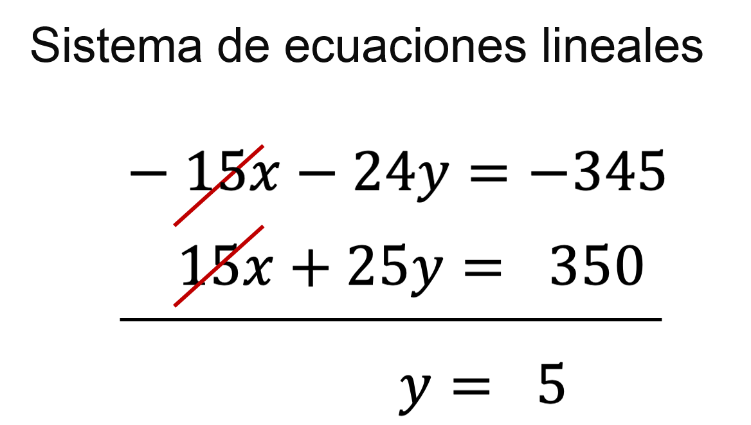 Sistema de ecuaciones lineales
− 15x − 24y = −345
15x + 25y = 350
y = 5